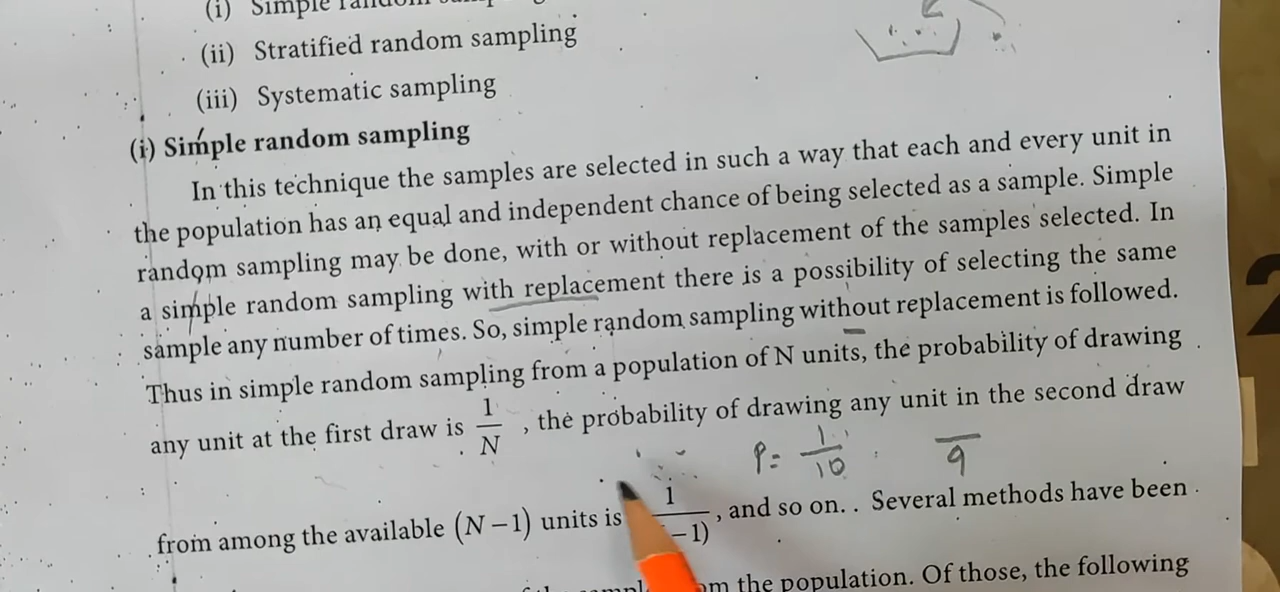 (i) Simple random
(ii) Stratified random sampling
(iii) Systematic sampling
(i) Simple random sampling
In this technique the samples are selected in such a way that each and every unit in
the population has an equal and independent chance of being selected as a sample. Simple
random sampling may be done, with or without replacement of the samples selected. In
a simple random sampling with replacement there is a possibility of selecting the same
sample any number of times. So, simple random sampling without replacement is followed.
Thus in simple random sampling from a population of N units, the probability of drawing
any unit at the first draw is 1/N , the probability of drawing any unit in the second draw
P = 1/10 9
from among the available (N – 1) units is 1/ – 1) , and so on. . Several methods have been
the population. Of those, the following